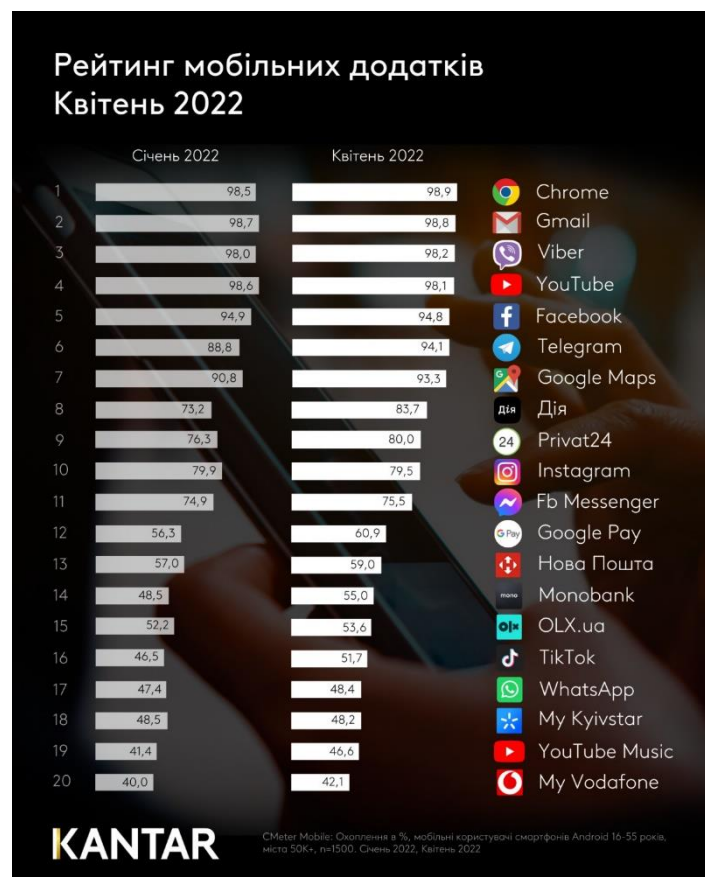 Рейтинг мобільних додатків
Квітень 2022
Січень 2022 Квітень 2022
1 98,5 98,9 Chrome
2 98,7 98,8 Gmail
3 98,0 98,2 Viber
4 98,6 98,1 YouTube
5 94,9 94,8 Facebook
6 88,8 94,1 Telegram
7 90,8 93,3 G Google Maps
8 73,2 83,7 Дія Дія
9 76,3 80,0 24 Privat24
10 79,9 79,5 Instagram
11 74,9 75,5 Fb Messenger
12 56,3 60,9 G Pay Google Pay
13 57,0 59,0 Нова Пошта
14 48,5 55,0 mono Monobank
15 52,2 53,6 olx OLX.ua
16 46,5 51,7 TikTok
17 47,4 48,4 WhatsApp
18 48,5 48,2 My Kyivstar
19 41,4 46,6 YouTube Music
20 40,0 42,1 My Vodafone
KANTAR
CMeter Mobile: Охоплення в %, мобільні користувачі смартфонів Android 16-55 років,
міста 50K+, n=1500. Січень 2022, Квітень 2022